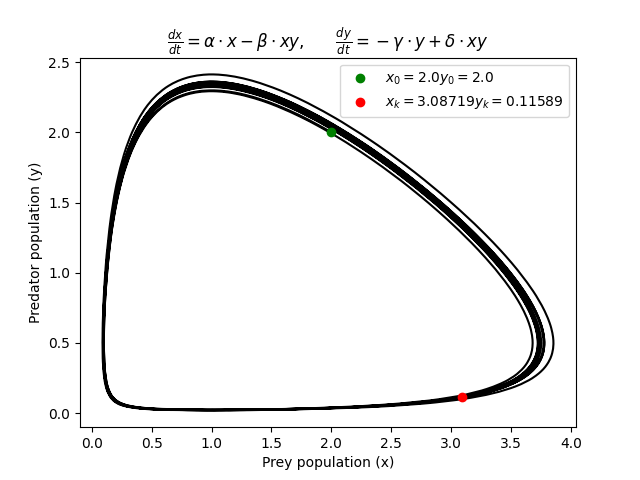 dx/dt = α · x − β · xy,   dy/dt = −γ · y + δ · xy
2.5
x₀ = 2.0y₀ = 2.0
xₖ = 3.08719yₖ = 0.11589
2.0
1.5
1.0
0.5
0.0
Predator population (y)
0.0 0.5 1.0 1.5 2.0 2.5 3.0 3.5 4.0
Prey population (x)